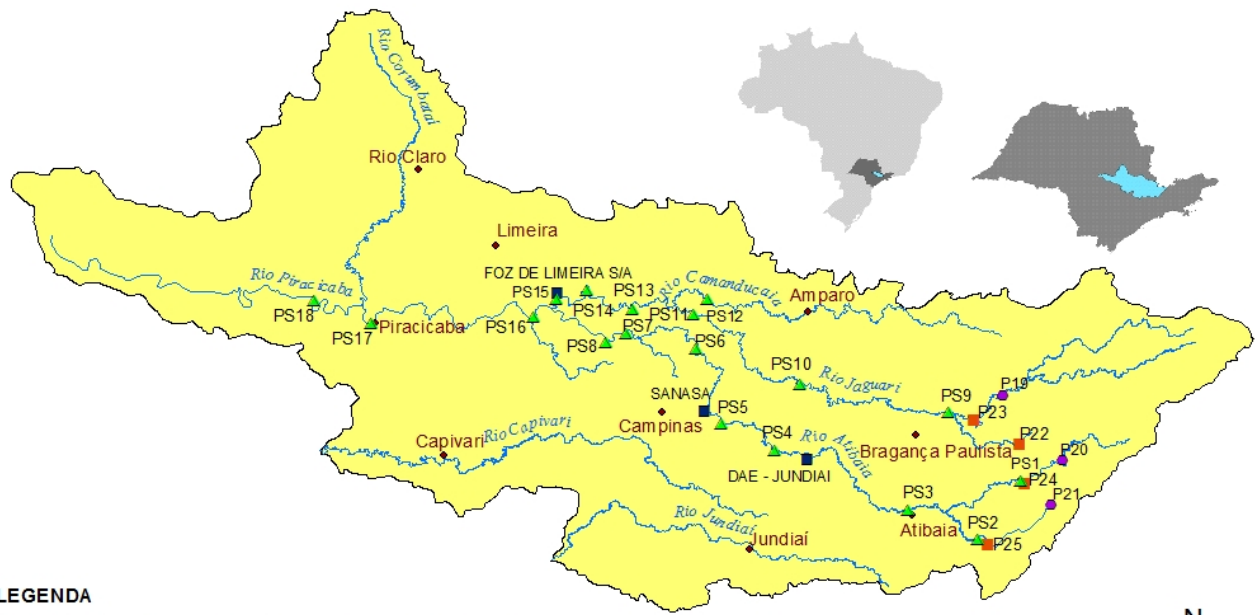 Rio Corumbataí
Rio Claro
Limeira
FOZ DE LIMEIRA S/A
Rio Camanducaia
Amparo
Rio Piracicaba
PS18
PS17
Piracicaba
PS16
PS15
PS14
PS13
PS11
PS12
PS7
PS8
PS6
PS10
Rio Jaguari
PS9
P19
P23
SANASA
PS5
Campinas
PS4
Rio Atibaia
Bragança Paulista
P22
P20
Capivari
Rio Capivari
DAE - JUNDIAI
PS1
P24
P21
PS3
Atibaia
PS2
P25
Rio Jundiaí
Jundiaí
LEGENDA
N